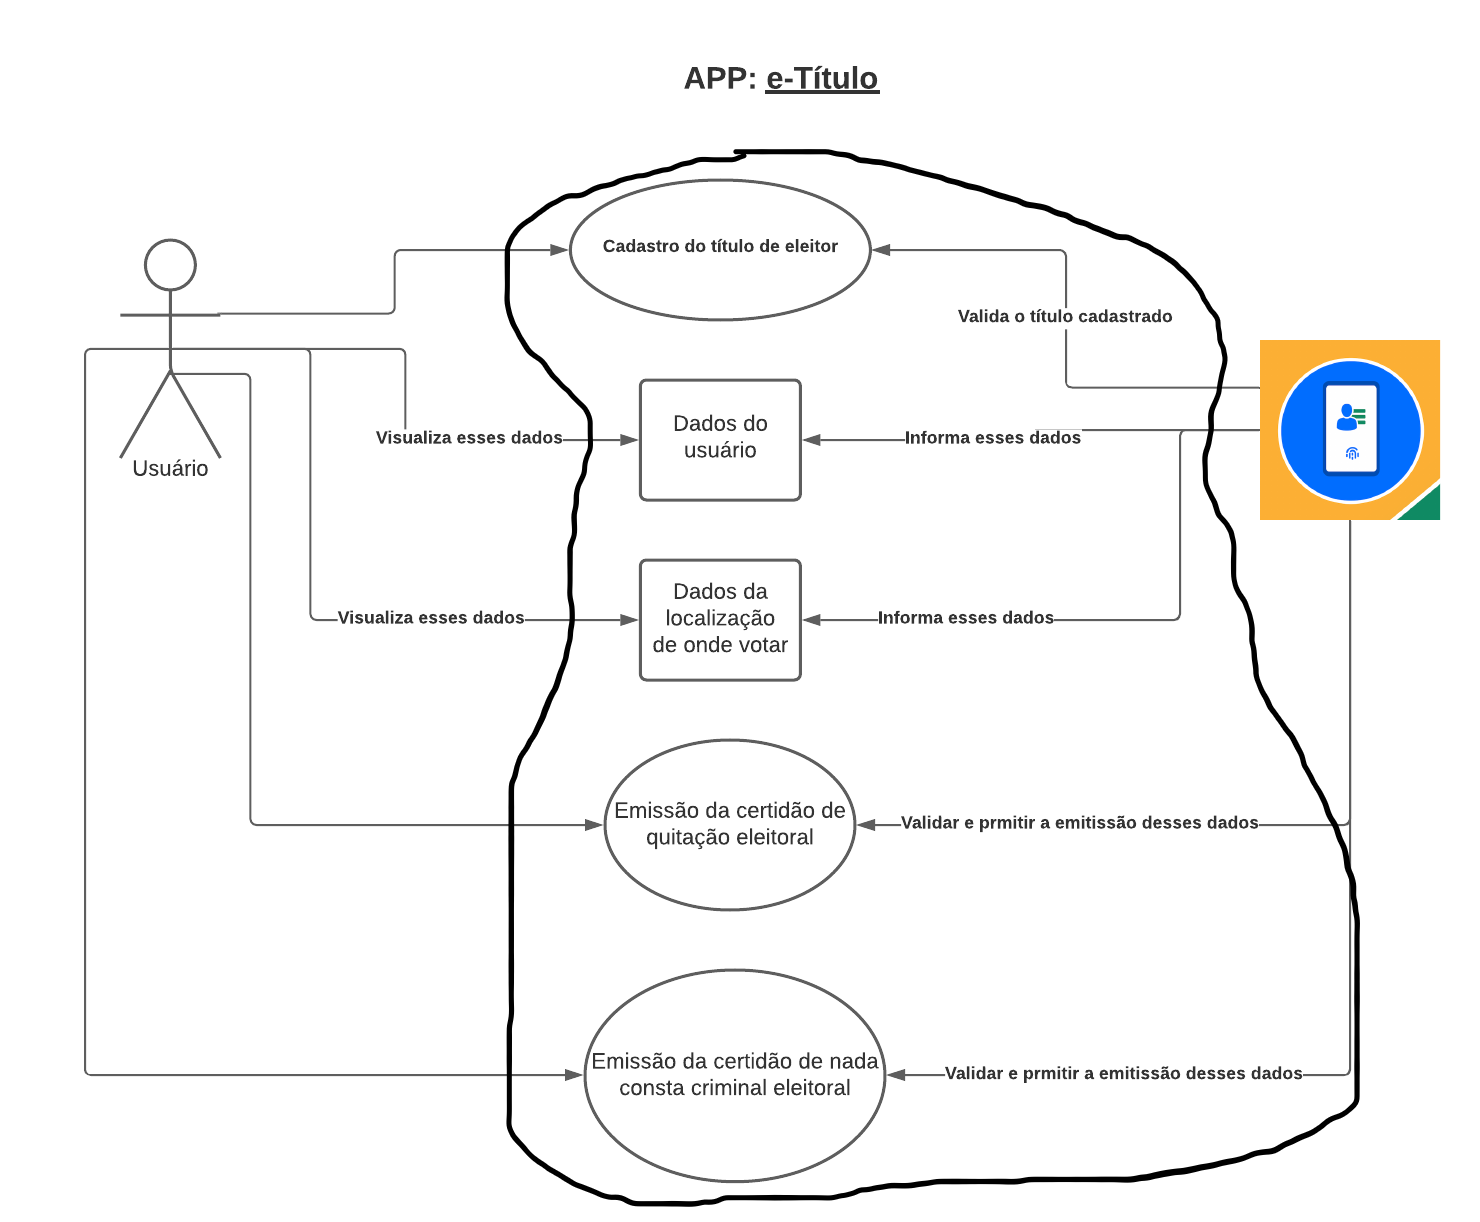 APP: e-Título
Cadastro do título de eleitor
Valida o título cadastrado
Usuário
Visualiza esses dados
Dados do
usuário
Informa esses dados
Visualiza esses dados
Dados da
localização
de onde votar
Informa esses dados
Emissão da certidão de
quitação eleitoral
Validar e prmitir a emitissão desses dados
Emissão da certidão de nada
consta criminal eleitoral
Validar e prmitir a emitissão desses dados